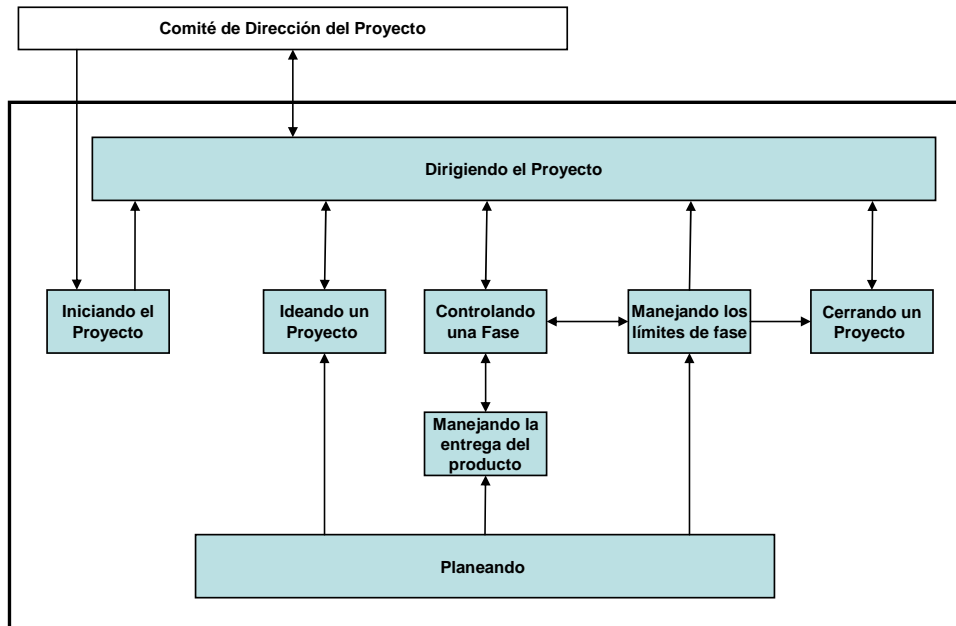 Comité de Dirección del Proyecto
Dirigiendo el Proyecto
Iniciando el
Proyecto
Ideando un
Proyecto
Controlando
una Fase
Manejando los
límites de fase
Cerrando un
Proyecto
Manejando la
entrega del
producto
Planeando